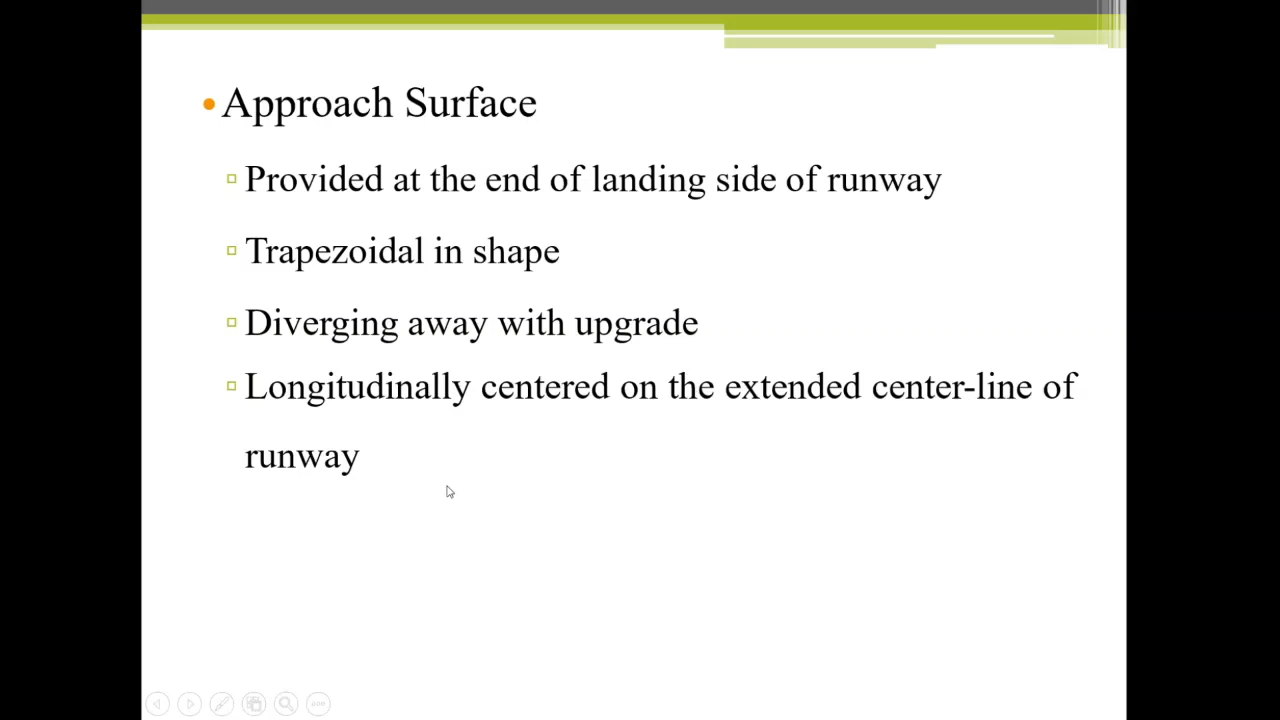 Approach Surface
Provided at the end of landing side of runway
Trapezoidal in shape
Diverging away with upgrade
Longitudinally centered on the extended center-line of
runway